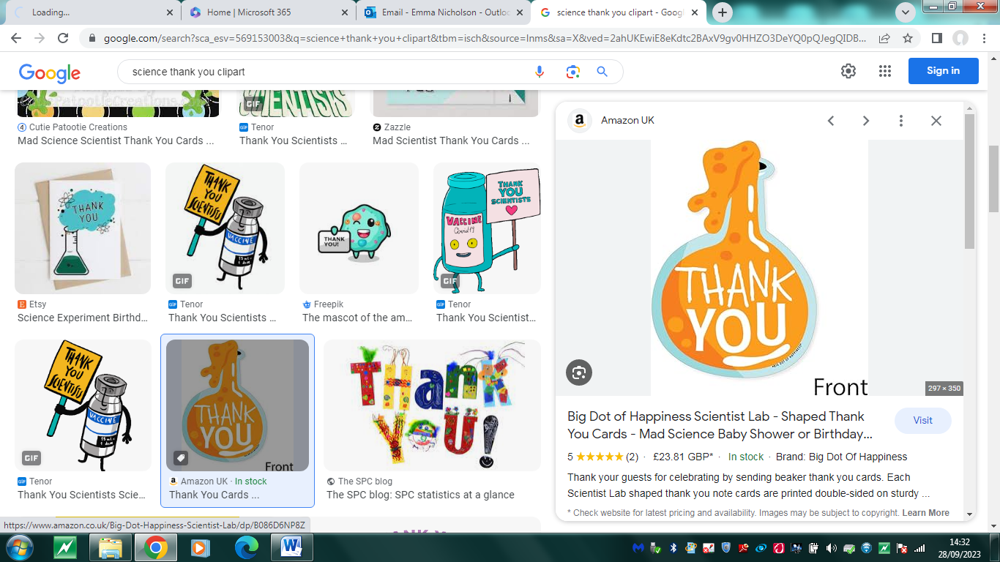 Loading...
Home | Microsoft 365
Email - Emma Nicholson - Outlo
science thank you clipart - Googl
google.com/search?sca_esv=569153003&q=science+thank+you+clipart&tbm=isch&source=lnms&sa=X&ved=2ahUKEwiE8eKdtc2BAxV9gv0HHZO3DeYQ0pQJegQIDB...
Google
science thank you clipart
Sign in
GIF
SCIENTISTS
Cutie Patootie Creations
Mad Science Scientist Thank You Cards ...
Tenor
Thank You Scientists ...
Zazzle
Mad Scientist Thank You Cards ...
THANK YOU
THANK YOU SCIENTISTS
VACCINE
GIF
THANK YOU!
THANK YOU SCIENTISTS
VACCINE
Covid19
GIF
Etsy
Science Experiment Birthd...
Tenor
Thank You Scientists ...
Freepik
The mascot of the am...
Tenor
Thank You Scientist...
THANK YOU SCIENTISTS
VACCINE
GIF
THANK YOU
Front
THANK YOU!
Tenor
Thank You Scientists Scie...
Amazon UK · In stock
Thank You Cards ...
The SPC blog
The SPC blog: SPC statistics at a glance
Amazon UK
THANK
YOU
Front
297 × 350
Big Dot of Happiness Scientist Lab - Shaped Thank
You Cards - Mad Science Baby Shower or Birthday...
Visit
5 ★★★★★ (2) · £23.81 GBP* · In stock · Brand: Big Dot Of Happiness
Thank your guests for celebrating by sending beaker thank you cards. Each
Scientist Lab shaped thank you note cards are printed double-sided on sturdy ...
* Check website for latest pricing and availability. Images may be subject to copyright. Learn More
https://www.amazon.co.uk/Big-Dot-Happiness-Scientist-Lab/dp/B086D6NP8Z
14:32
28/09/2023